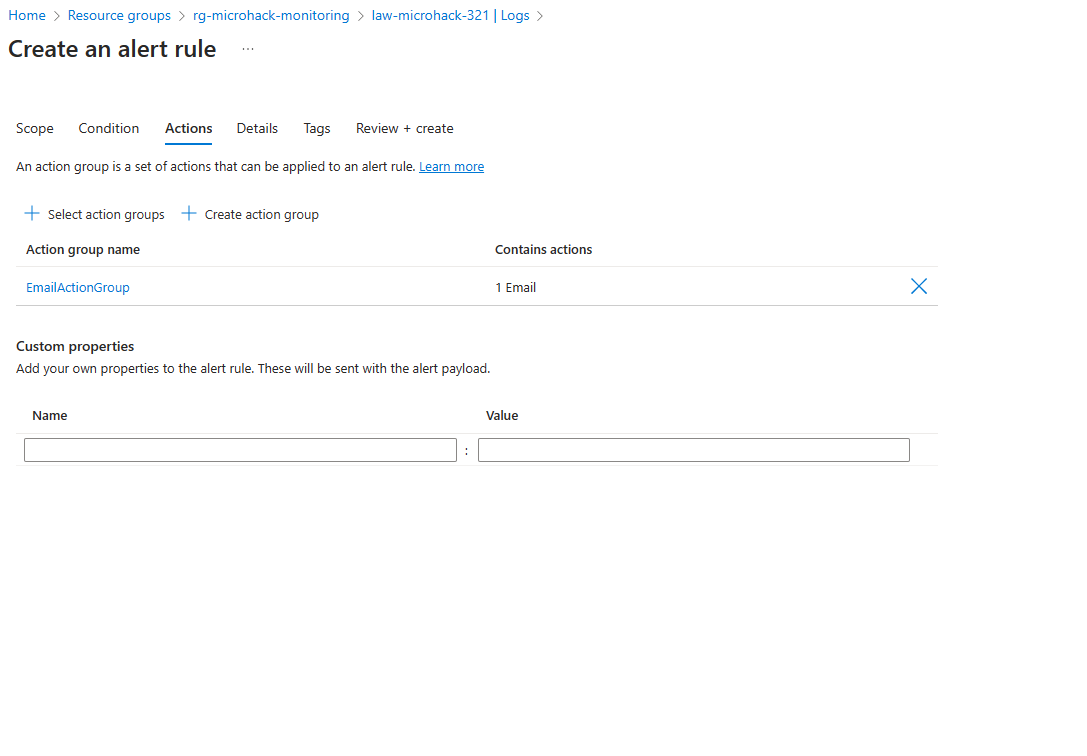 Home > Resource groups > rg-microhack-monitoring > law-microhack-321 | Logs >
Create an alert rule ...
Scope Condition Actions Details Tags Review + create
An action group is a set of actions that can be applied to an alert rule. Learn more
+ Select action groups + Create action group
Action group name Contains actions
EmailActionGroup 1 Email
Custom properties
Add your own properties to the alert rule. These will be sent with the alert payload.
Name Value
: